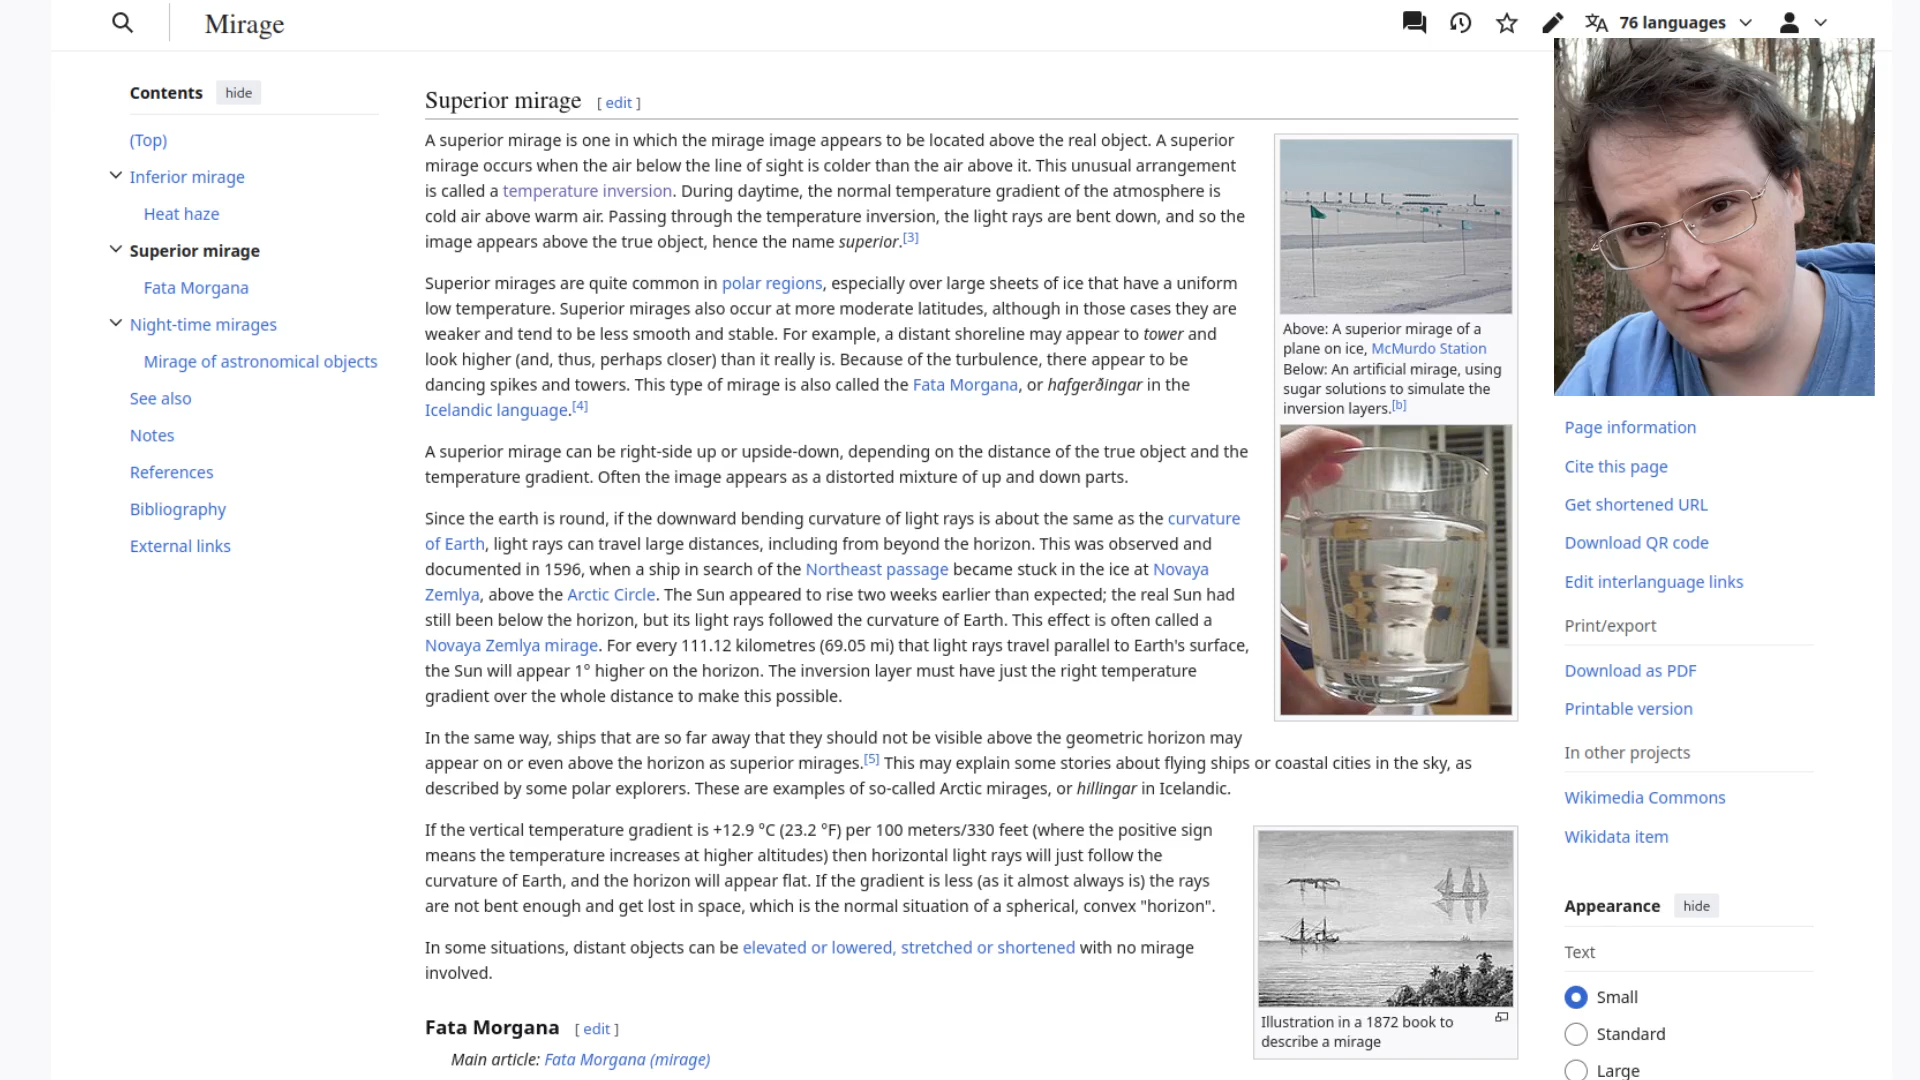 Mirage
76 languages
Contents
hide
(Top)
Inferior mirage
Heat haze
Superior mirage
Fata Morgana
Night-time mirages
Mirage of astronomical objects
See also
Notes
References
Bibliography
External links
Superior mirage [ edit ]
A superior mirage is one in which the mirage image appears to be located above the real object. A superior
mirage occurs when the air below the line of sight is colder than the air above it. This unusual arrangement
is called a temperature inversion. During daytime, the normal temperature gradient of the atmosphere is
cold air above warm air. Passing through the temperature inversion, the light rays are bent down, and so the
image appears above the true object, hence the name superior.[3]
Superior mirages are quite common in polar regions, especially over large sheets of ice that have a uniform
low temperature. Superior mirages also occur at more moderate latitudes, although in those cases they are
weaker and tend to be less smooth and stable. For example, a distant shoreline may appear to tower and
look higher (and, thus, perhaps closer) than it really is. Because of the turbulence, there appear to be
dancing spikes and towers. This type of mirage is also called the Fata Morgana, or hafgerðingar in the
Icelandic language.[4]
A superior mirage can be right-side up or upside-down, depending on the distance of the true object and the
temperature gradient. Often the image appears as a distorted mixture of up and down parts.
Since the earth is round, if the downward bending curvature of light rays is about the same as the curvature
of Earth, light rays can travel large distances, including from beyond the horizon. This was observed and
documented in 1596, when a ship in search of the Northeast passage became stuck in the ice at Novaya
Zemlya, above the Arctic Circle. The Sun appeared to rise two weeks earlier than expected; the real Sun had
still been below the horizon, but its light rays followed the curvature of Earth. This effect is often called a
Novaya Zemlya mirage. For every 111.12 kilometres (69.05 mi) that light rays travel parallel to Earth's surface,
the Sun will appear 1° higher on the horizon. The inversion layer must have just the right temperature
gradient over the whole distance to make this possible.
In the same way, ships that are so far away that they should not be visible above the geometric horizon may
appear on or even above the horizon as superior mirages.[5] This may explain some stories about flying ships or coastal cities in the sky, as
described by some polar explorers. These are examples of so-called Arctic mirages, or hillingar in Icelandic.
If the vertical temperature gradient is +12.9 °C (23.2 °F) per 100 meters/330 feet (where the positive sign
means the temperature increases at higher altitudes) then horizontal light rays will just follow the
curvature of Earth, and the horizon will appear flat. If the gradient is less (as it almost always is) the rays
are not bent enough and get lost in space, which is the normal situation of a spherical, convex "horizon".
In some situations, distant objects can be elevated or lowered, stretched or shortened with no mirage
involved.
Fata Morgana [ edit ]
Main article: Fata Morgana (mirage)
Above: A superior mirage of a
plane on ice, McMurdo Station
Below: An artificial mirage, using
sugar solutions to simulate the
inversion layers.[b]
Illustration in a 1872 book to
describe a mirage
Page information
Cite this page
Get shortened URL
Download QR code
Edit interlanguage links
Print/export
Download as PDF
Printable version
In other projects
Wikimedia Commons
Wikidata item
Appearance
hide
Text
Small
Standard
Large